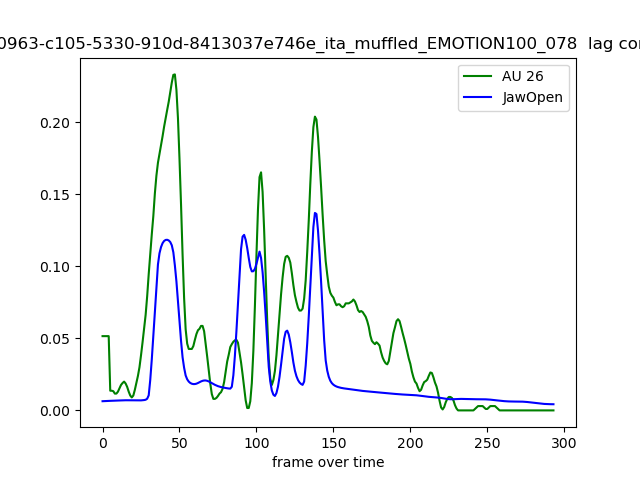 0963-c105-5330-910d-8413037e746e_ita_muffled_EMOTION100_078 lag
AU 26
JawOpen
0.20
0.15
0.10
0.05
0.00
0 50 100 150 200 250 300
frame over time